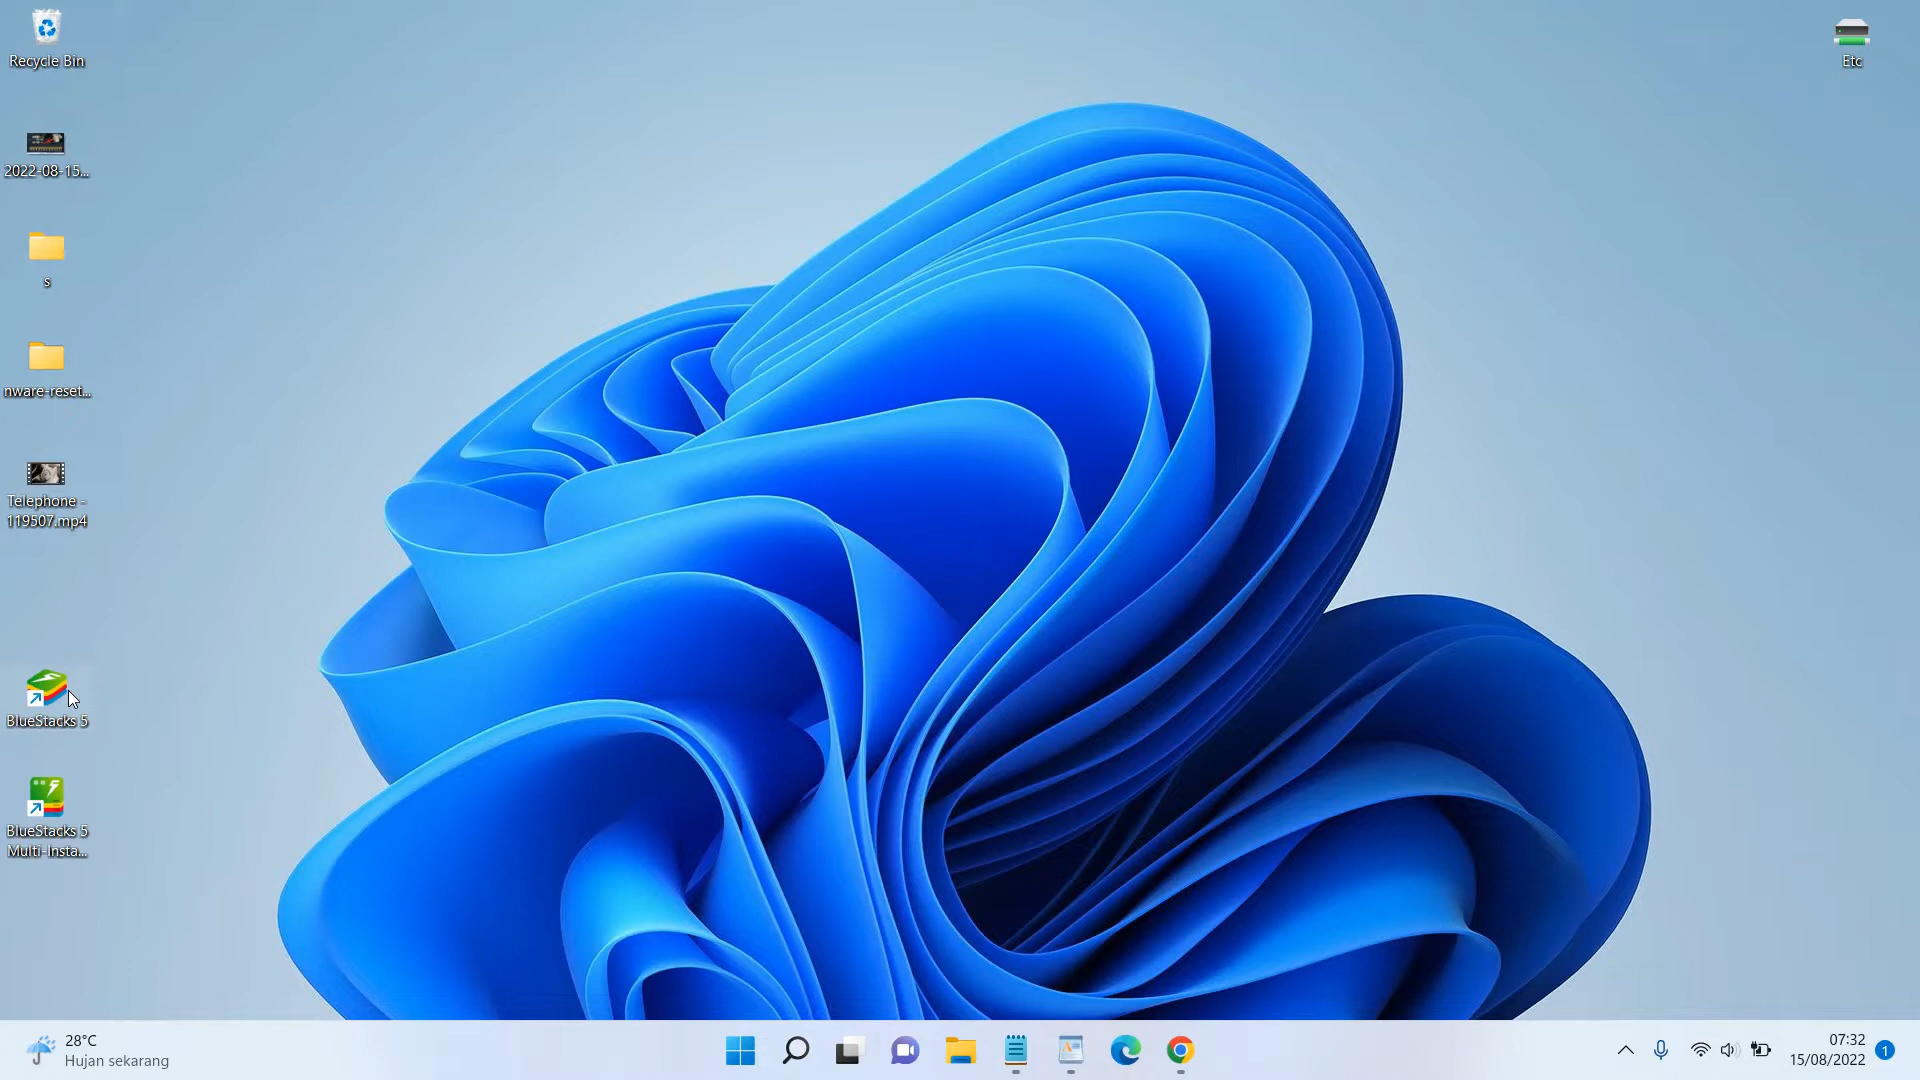 Recycle Bin
Etc
2022-08-15...
s
nware-reset...
Telephone -
119507.mp4
BlueStacks 5
BlueStacks 5
Multi-Insta...
28°C
Hujan sekarang
07:32
15/08/2022
1